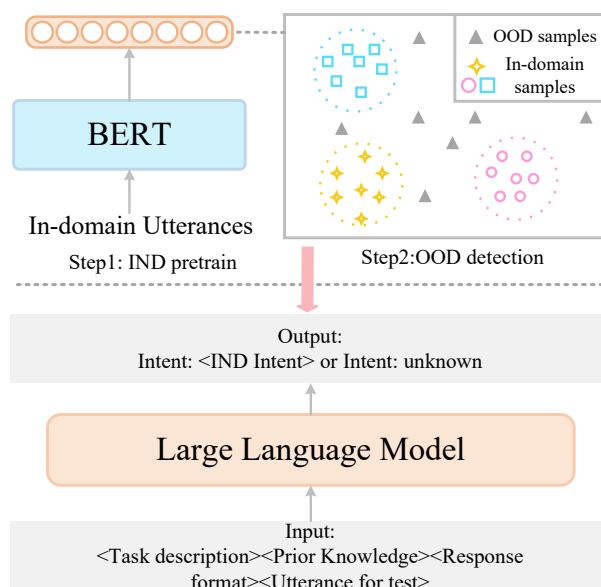 OOD samples
In-domain
samples
BERT
In-domain Utterances
Step1: IND pretrain
Step2:OOD detection
Output:
Intent: <IND Intent> or Intent: unknown
Large Language Model
Input:
<Task description><Prior Knowledge><Response
format><Utterance for test>